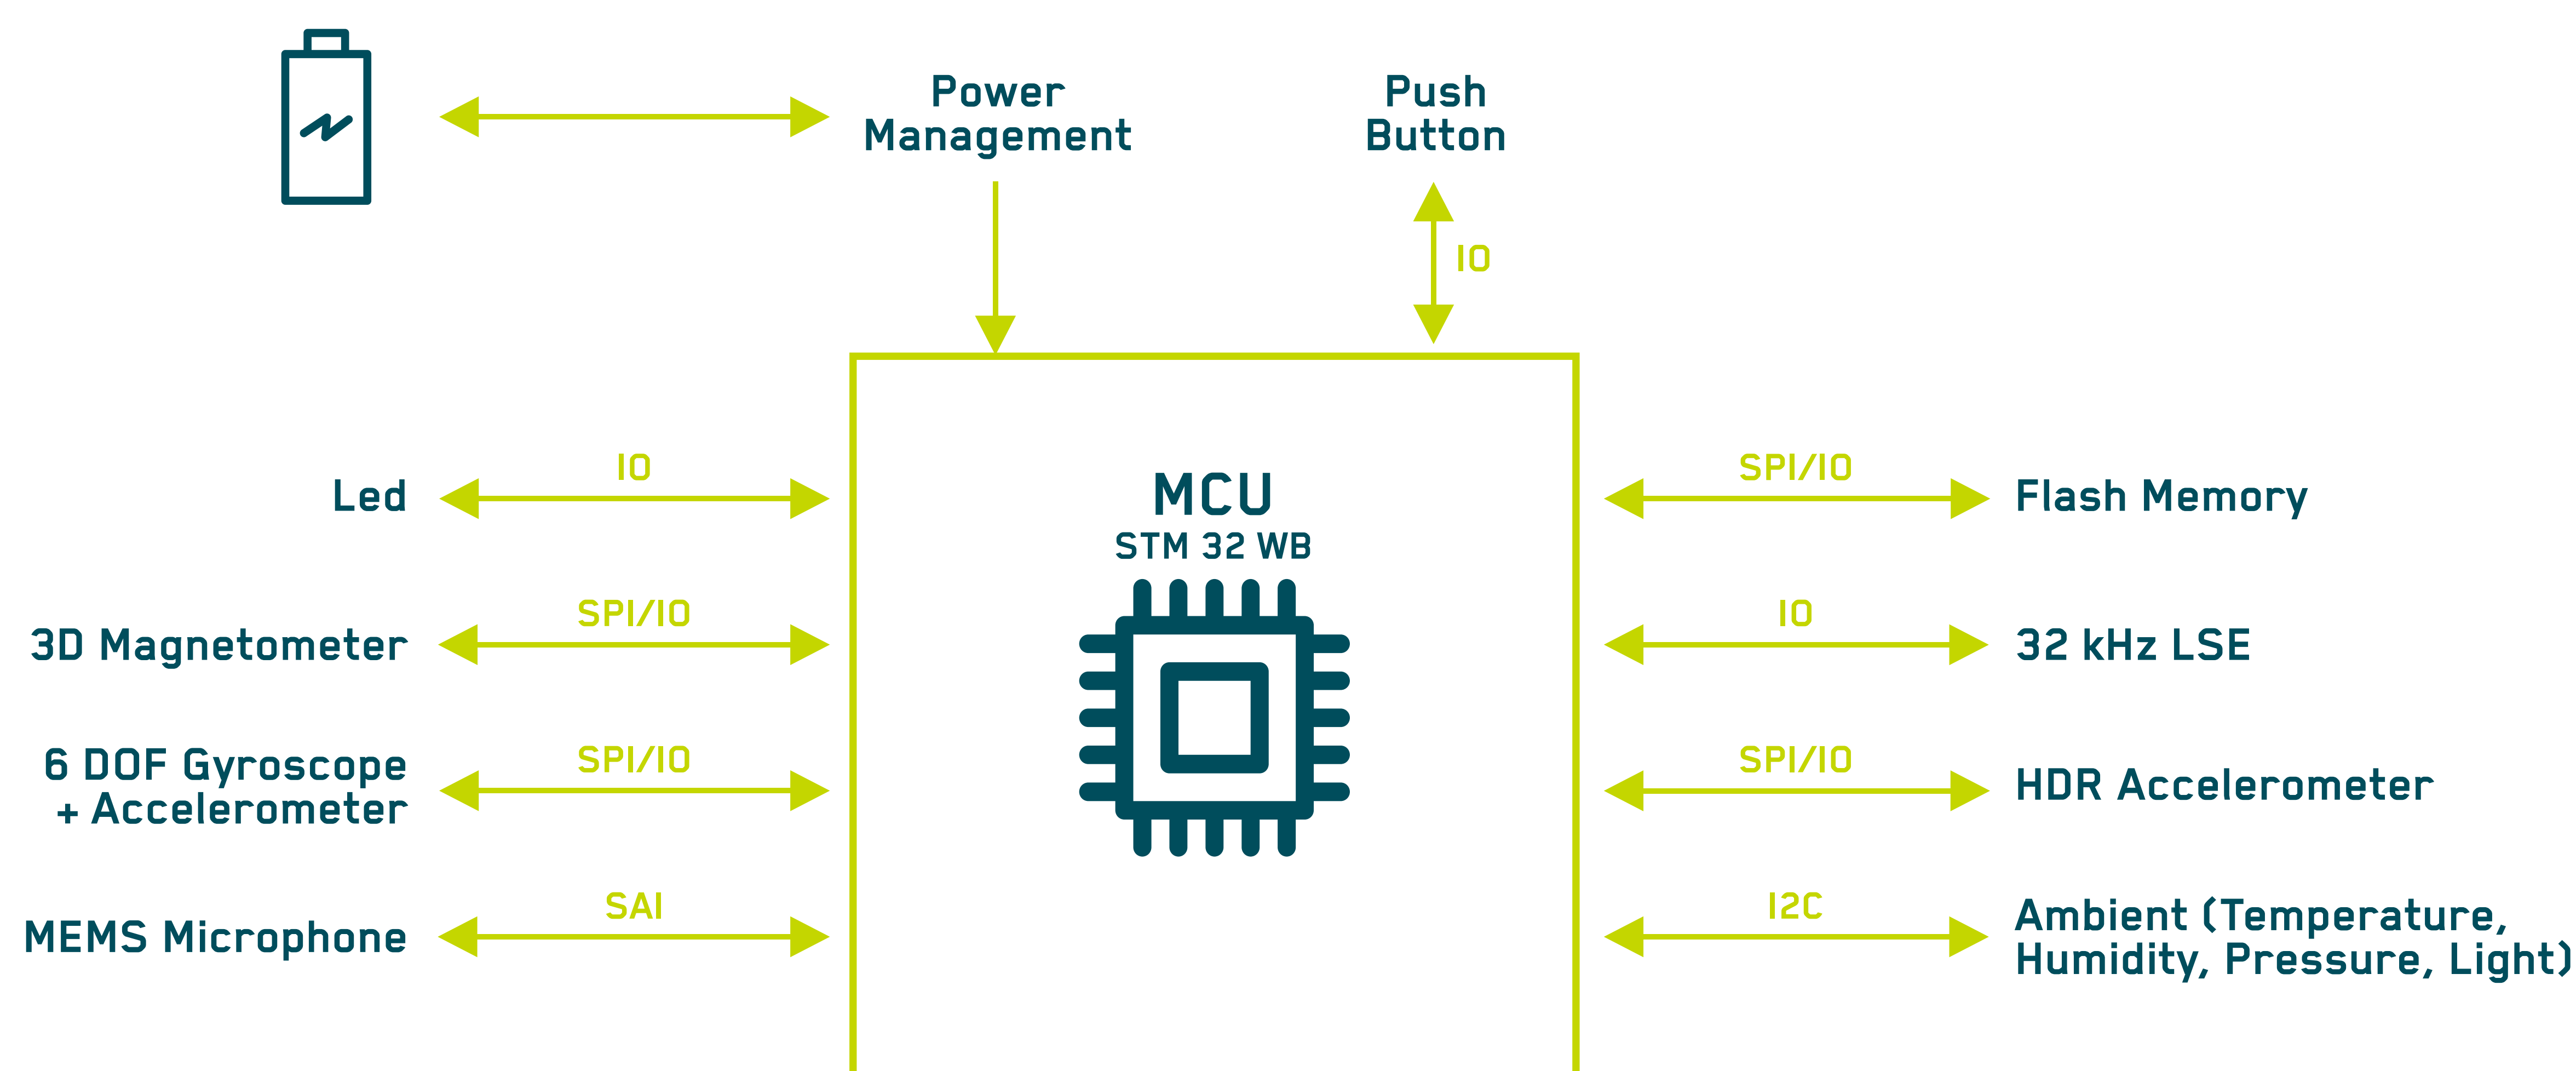 Power
Management
Push
Button
IO
Led
IO
MCU
STM 32 WB
SPI/IO
Flash Memory
3D Magnetometer
SPI/IO
IO
32 kHz LSE
6 DOF Gyroscope
+ Accelerometer
SPI/IO
SPI/IO
HDR Accelerometer
MEMS Microphone
SAI
I2C
Ambient (Temperature,
Humidity, Pressure, Light)